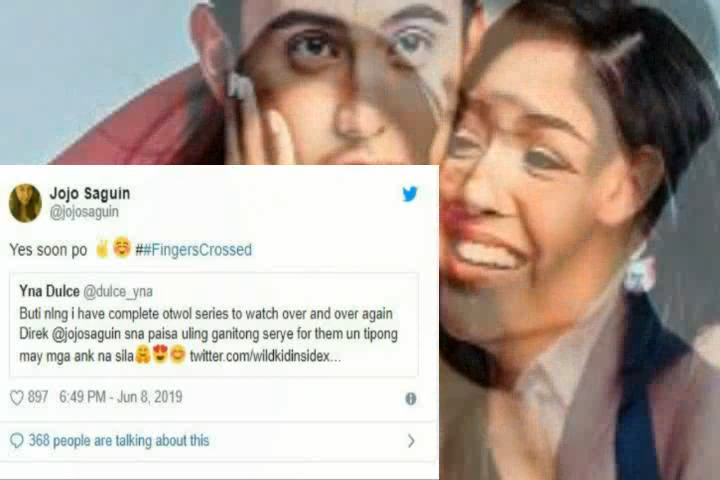 Jojo Saguin
@jojosaguin
Yes soon po ✌️☺️ ##FingersCrossed
Yna Dulce @dulce_yna
Buti nlng i have complete otwol series to watch over and over again
Direk @jojosaguin sna paisa uling ganitong serye for them un tipong
may mga ank na sila🤗😍😊 twitter.com/wildkidinsidex...
897 6:49 PM - Jun 8, 2019
368 people are talking about this